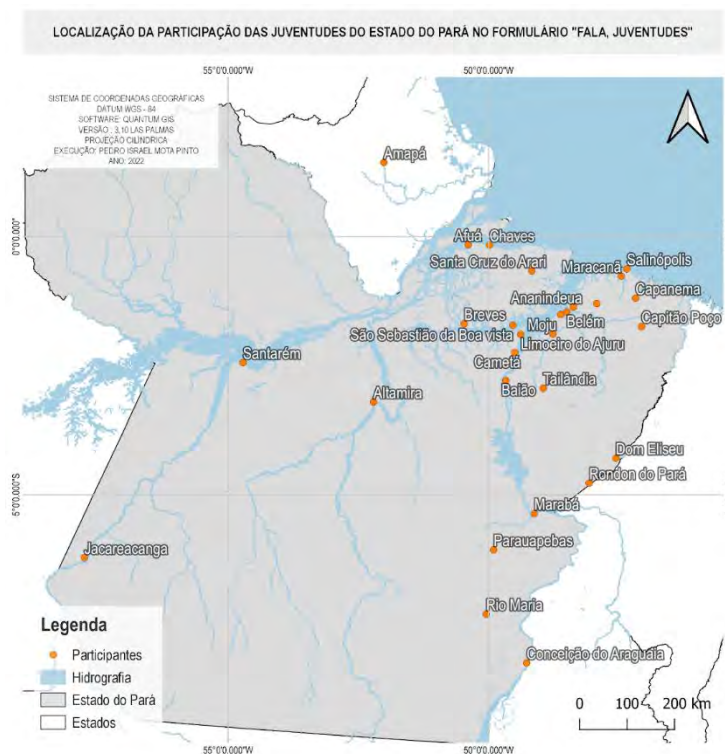 LOCALIZAÇÃO DA PARTICIPAÇÃO DAS JUVENTUDES DO ESTADO DO PARÁ NO FORMULÁRIO "FALA, JUVENTUDES"
55°0'0.000"W
50°0'0.000"W
SISTEMA DE COORDENADAS GEOGRÁFICAS
DATUM WGS - 84
SOFTWARE: QUANTUM GIS
VERSÃO : 3.10 LAS PALMAS
PROJEÇÃO CILÍNDRICA
EXECUÇÃO: PEDRO ISRAEL MOTA PINTO
ANO: 2022
Amapá
0°0'0.000"
Afuá
Chaves
Santa Cruz do Arari
Maracanã
Salinópolis
Capanema
Ananindeua
Breves
Moju
Belém
Capitão Poço
São Sebastião da Boa vista
Limoeiro do Ajuru
Santarém
Cametá
Altamira
Baião
Tailândia
Dom Eliseu
Rondon do Pará
5°0'0.000"S
Marabá
Jacareacanga
Parauapebas
Rio Maria
Conceição do Araguaia
Legenda
Participantes
Hidrografia
Estado do Pará
Estados
0 100 200 km
55°0'0.000"W
50°0'0.000"W